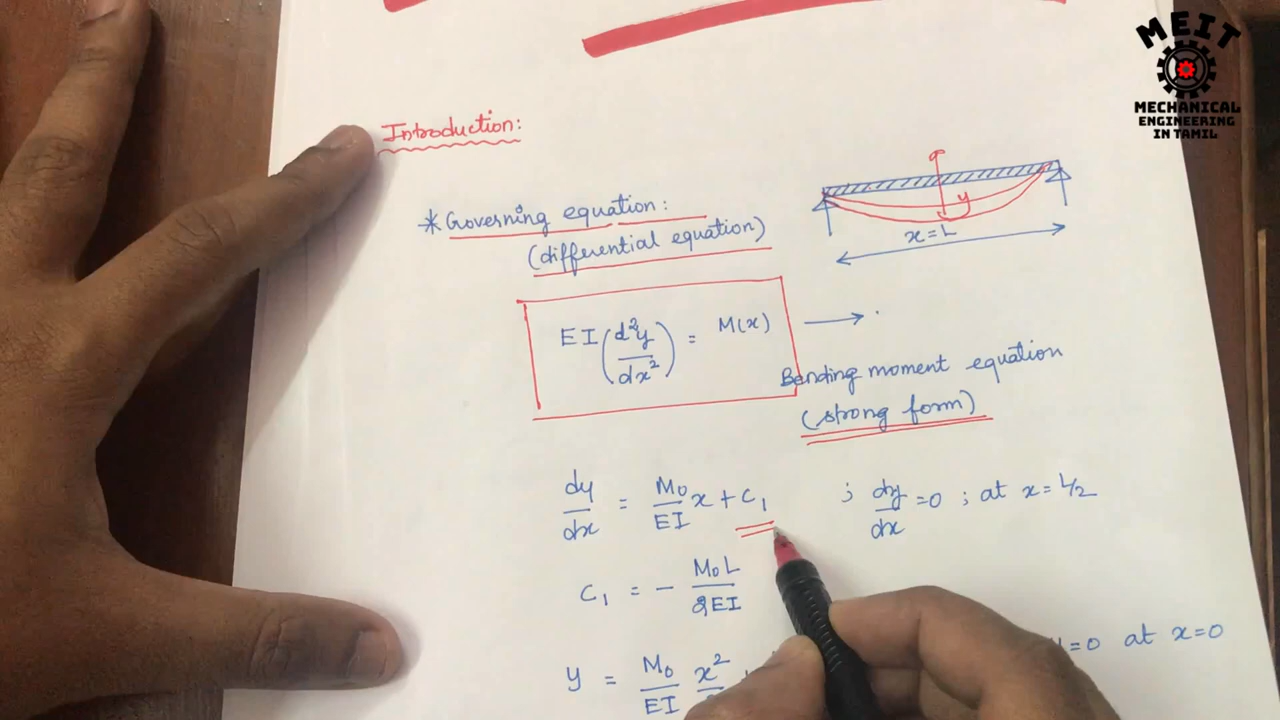 MEIT
MECHANICAL
ENGINEERING
IN TAMIL
Introduction:
* Governing equation:
(differential equation)
y
x = L
EI(d²y/dx²) = M(x) →
Bending moment equation
(strong form)
dy/dx = M₀/EI x + C₁ ; dy/dx = 0 ; at x = L/2
C₁ = - M₀L/2EI
y = M₀/EI x² =0 at x=0